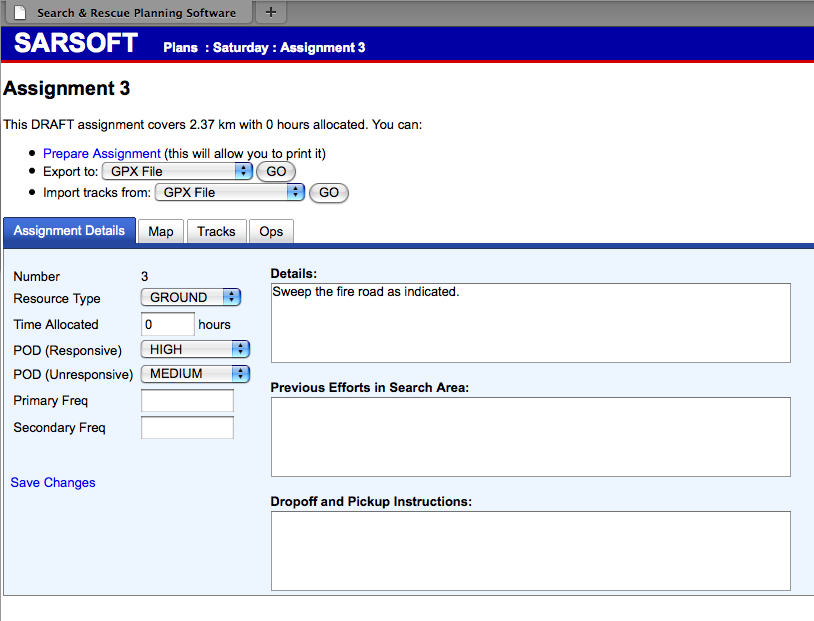 Search & Rescue Planning Software
+
SARSOFT Plans : Saturday : Assignment 3
Assignment 3
This DRAFT assignment covers 2.37 km with 0 hours allocated. You can:
• Prepare Assignment (this will allow you to print it)
• Export to: GPX File GO
• Import tracks from: GPX File GO
Assignment Details Map Tracks Ops
Number 3
Resource Type GROUND
Time Allocated 0 hours
POD (Responsive) HIGH
POD (Unresponsive) MEDIUM
Primary Freq
Secondary Freq
Save Changes
Details:
Sweep the fire road as indicated.
Previous Efforts in Search Area:
Dropoff and Pickup Instructions: